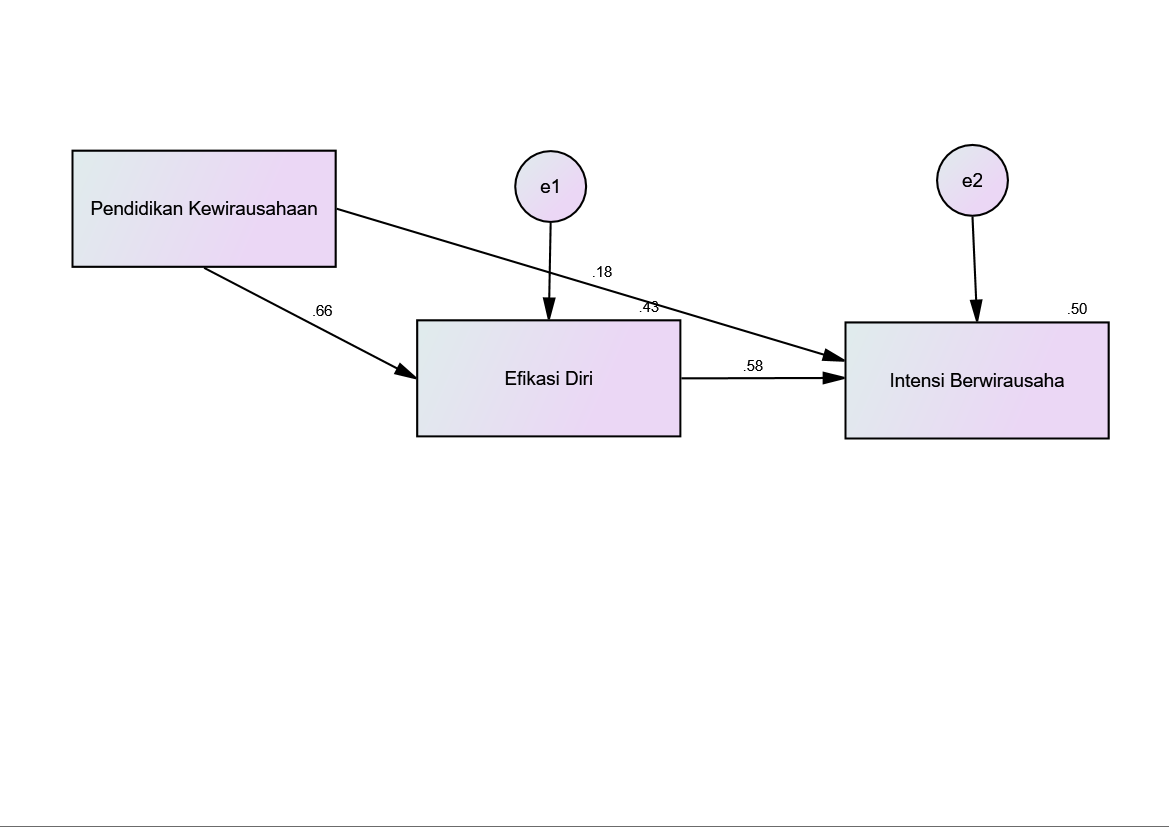 Pendidikan Kewirausahaan
e1
e2
.18
.43
.66
.50
.58
Efikasi Diri
Intensi Berwirausaha